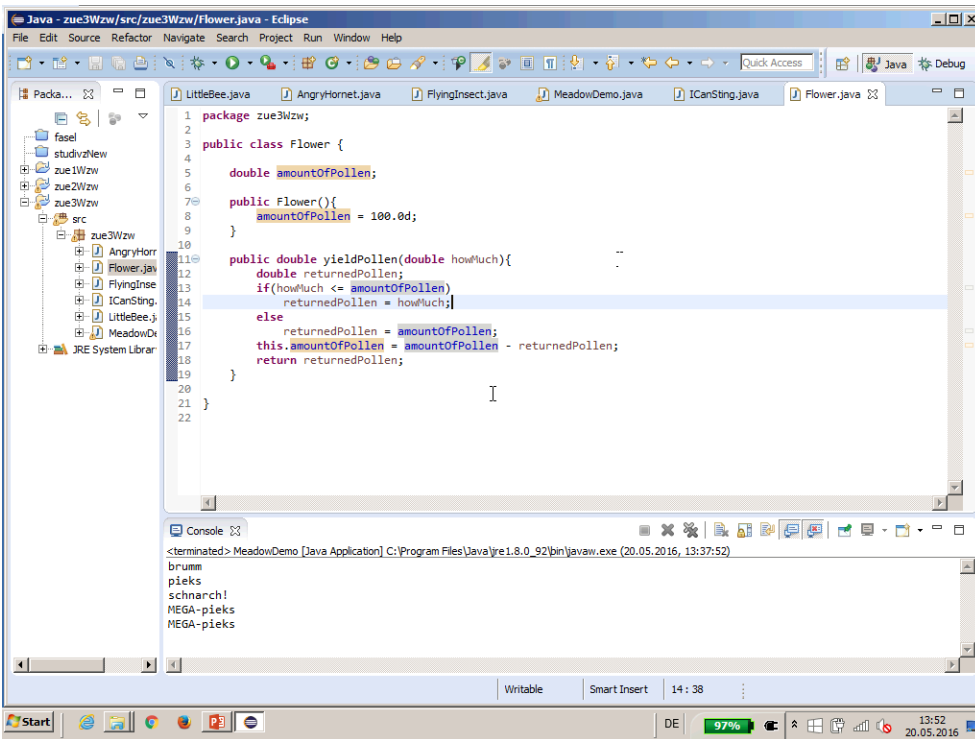 Java - zue3Wzw/src/zue3Wzw/Flower.java - Eclipse
File Edit Source Refactor Navigate Search Project Run Window Help
Quick Access Java Debug
Packa...
LittleBee.java AngryHornet.java FlyingInsect.java MeadowDemo.java ICanSting.java Flower.java
fasel
studivzNew
zue1Wzw
zue2Wzw
zue3Wzw
src
zue3Wzw
AngryHorr
Flower.jav
FlyingInse
ICanSting.
LittleBee.j
MeadowDe
JRE System Librar
1 package zue3Wzw;
2
3 public class Flower {
4
5 double amountOfPollen;
6
7 public Flower(){
8 amountOfPollen = 100.0d;
9 }
10
11 public double yieldPollen(double howMuch){
12 double returnedPollen;
13 if(howMuch <= amountOfPollen)
14 returnedPollen = howMuch;
15 else
16 returnedPollen = amountOfPollen;
17 this.amountOfPollen = amountOfPollen - returnedPollen;
18 return returnedPollen;
19 }
20
21 }
22
Console
<terminated> MeadowDemo [Java Application] C:\Program Files\Java\jre1.8.0_92\bin\javaw.exe (20.05.2016, 13:37:52)
brumm
pieks
schnarch!
MEGA-pieks
MEGA-pieks
Writable Smart Insert 14 : 38
Start DE 97% 13:52
20.05.2016